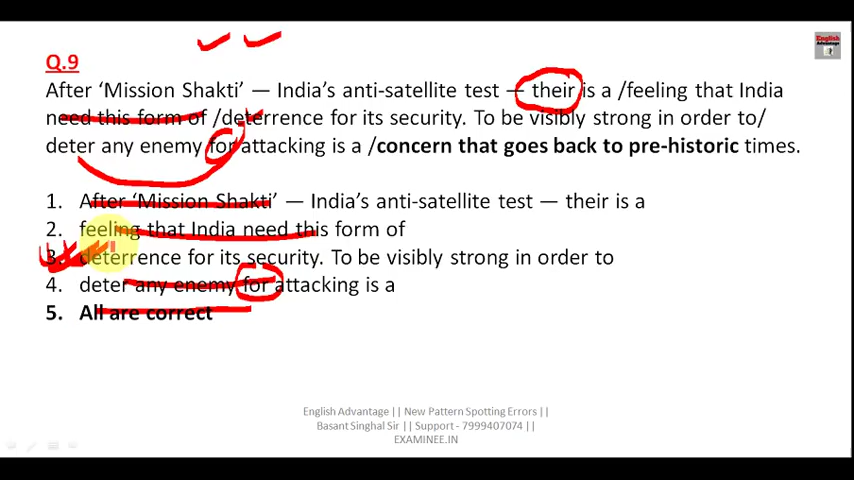 English
Advantage
Q.9
After ‘Mission Shakti’ — India’s anti-satellite test — their is a /feeling that India
need this form of /deterrence for its security. To be visibly strong in order to/
deter any enemy for attacking is a /concern that goes back to pre-historic times.
1. After ‘Mission Shakti’ — India’s anti-satellite test — their is a
2. feeling that India need this form of
3. deterrence for its security. To be visibly strong in order to
4. deter any enemy for attacking is a
5. All are correct
English Advantage || New Pattern Spotting Errors ||
Basant Singhal Sir || Support - 7999407074 ||
EXAMINEE.IN